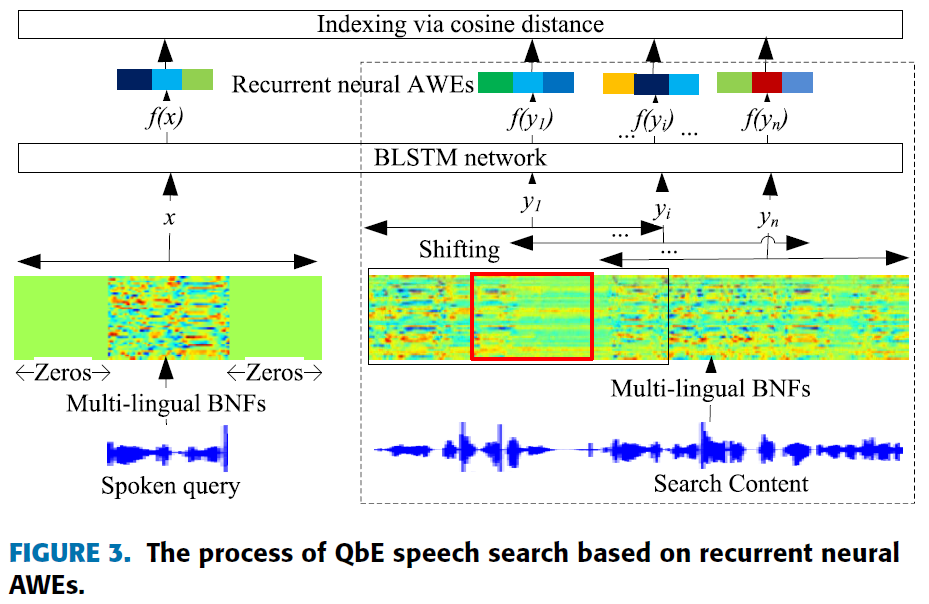 Indexing via cosine distance
Recurrent neural AWEs
f(x) f(y1) f(yi) f(yn)
... ...
BLSTM network
x y1 yi yn
...
Shifting ...
Zeros Zeros
Multi-lingual BNFs Multi-lingual BNFs
Spoken query Search Content
FIGURE 3. The process of QbE speech search based on recurrent neural
AWEs.